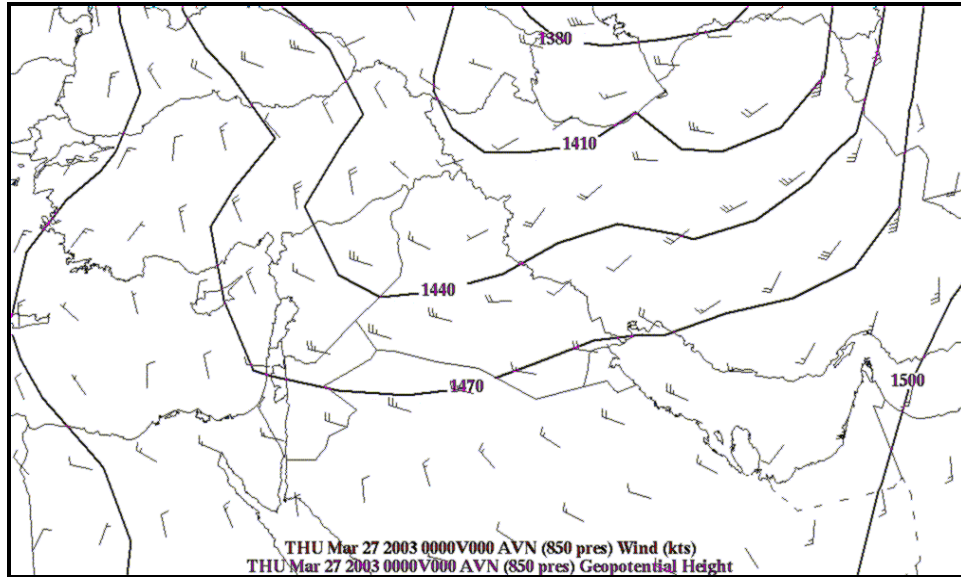 1380
1410
1440
1470
1500
THU Mar 27 2003 0000V000 AVN (850 pres) Wind (kts)
THU Mar 27 2003 0000V000 AVN (850 pres) Geopotential Height